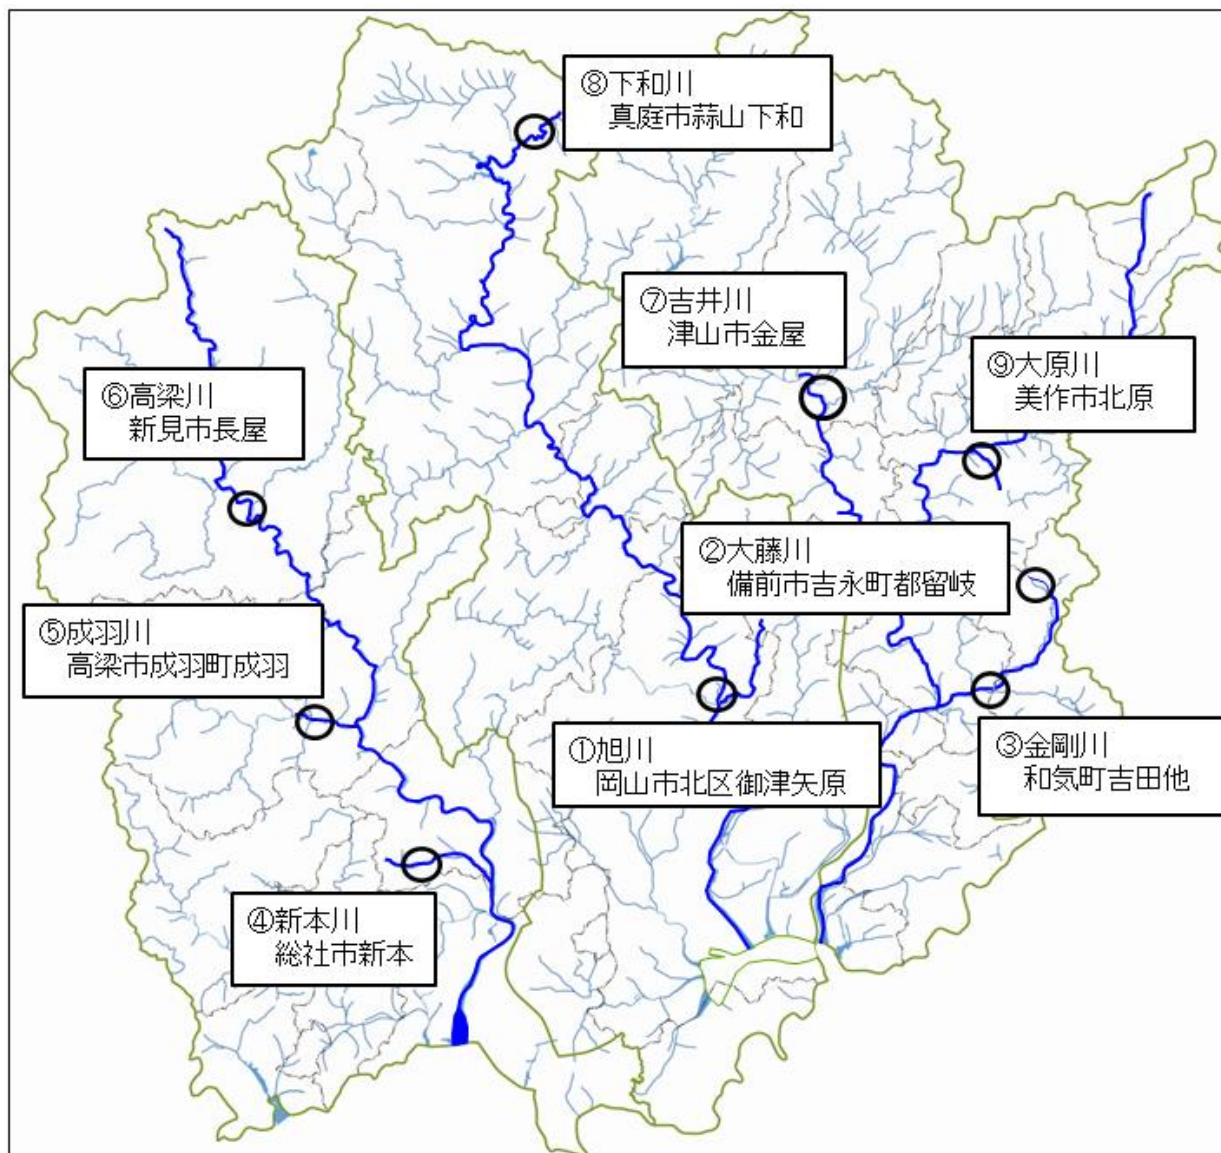 ⑧下和川
真庭市蒜山下和
⑦吉井川
津山市金屋
⑨大原川
美作市北原
⑥高梁川
新見市長屋
②大藤川
備前市吉永町都留岐
⑤成羽川
高梁市成羽町成羽
①旭川
岡山市北区御津矢原
③金剛川
和気町吉田他
④新本川
総社市新本